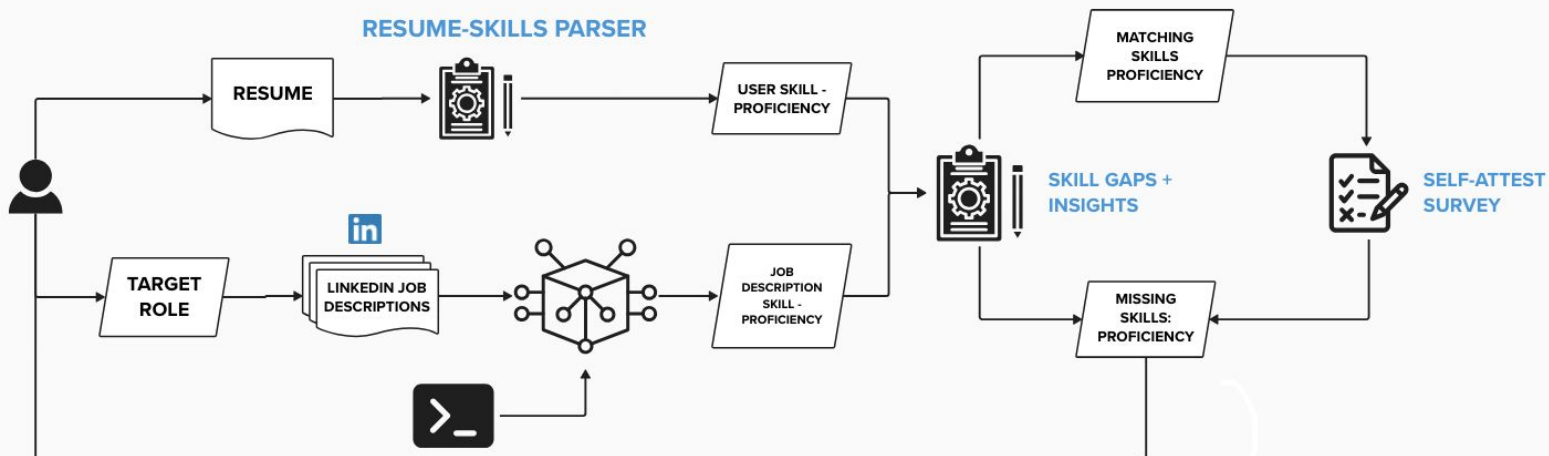 RESUME-SKILLS PARSER
RESUME
USER SKILL -
PROFICIENCY
MATCHING
SKILLS
PROFICIENCY
SKILL GAPS +
INSIGHTS
SELF-ATTEST
SURVEY
in
TARGET
ROLE
LINKEDIN JOB
DESCRIPTIONS
JOB
DESCRIPTION
SKILL -
PROFICIENCY
MISSING
SKILLS:
PROFICIENCY